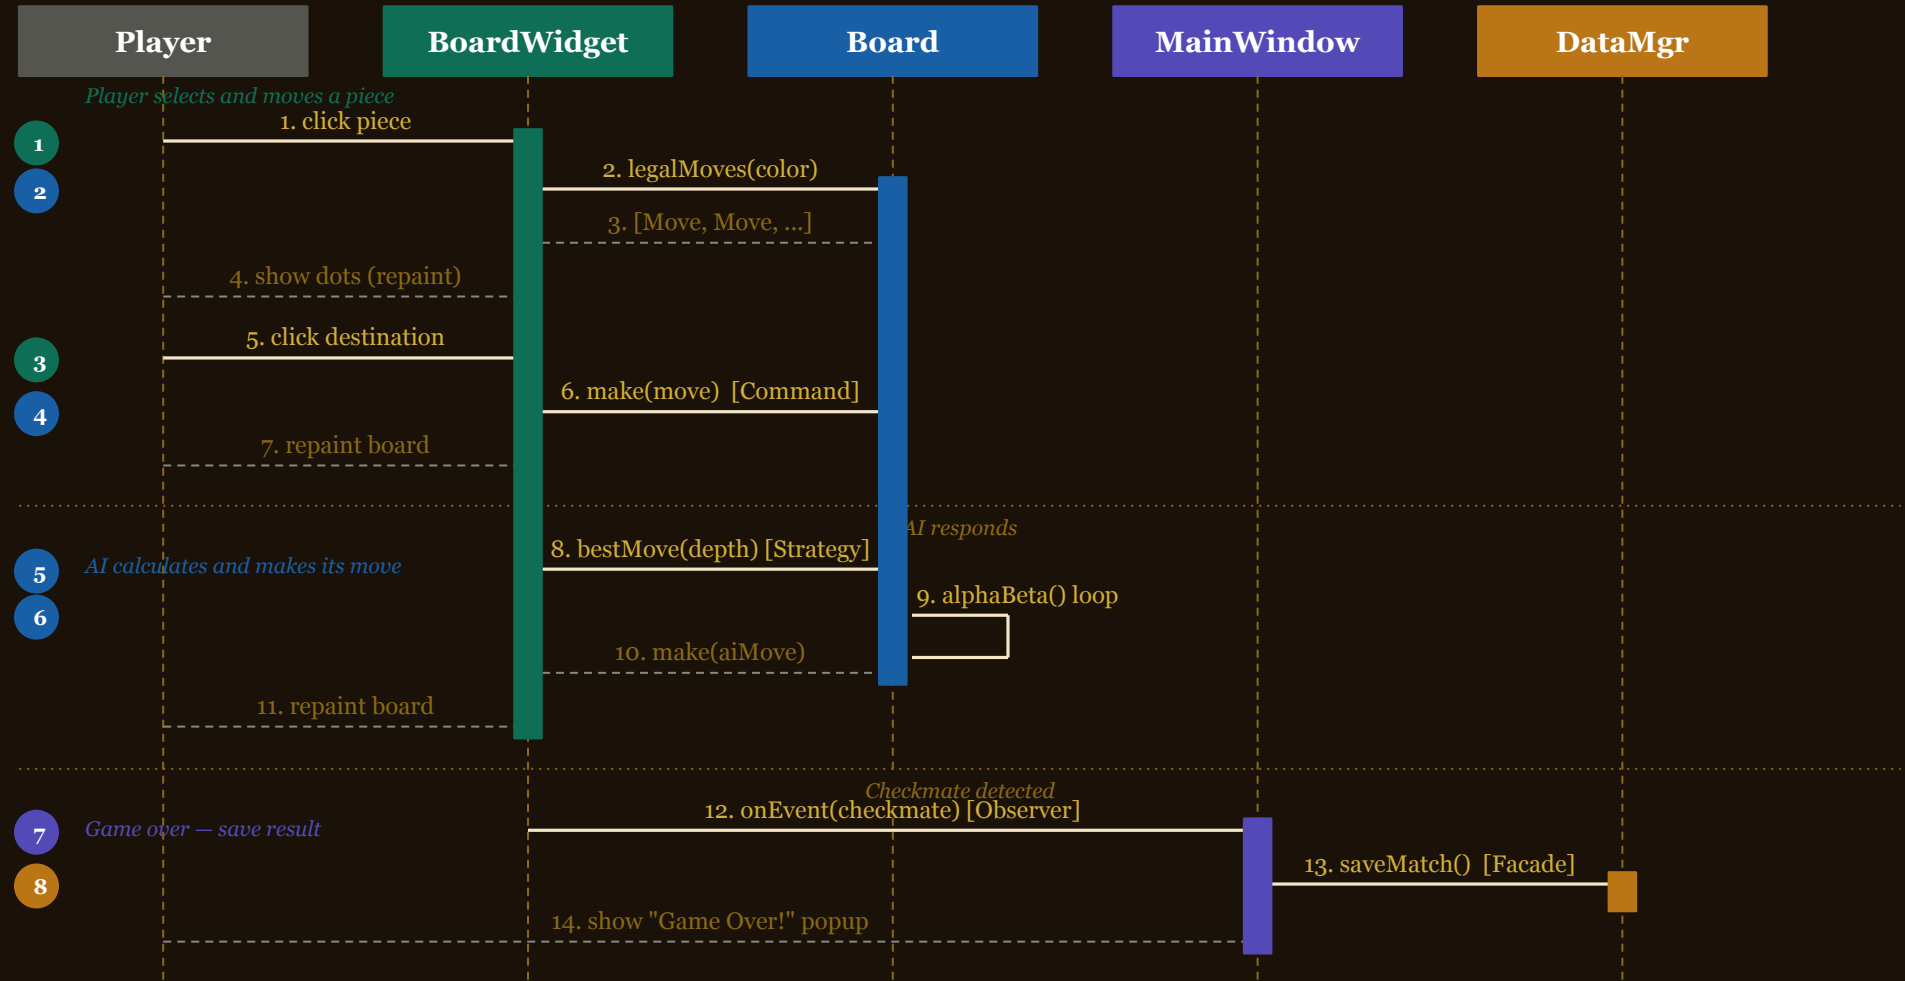 Player
BoardWidget
Board
MainWindow
DataMgr
Player selects and moves a piece
1. click piece
1
2. legalMoves(color)
2
3. [Move, Move, ...]
4. show dots (repaint)
5. click destination
3
6. make(move) [Command]
4
7. repaint board
AI responds
8. bestMove(depth) [Strategy]
AI calculates and makes its move
5
9. alphaBeta() loop
6
10. make(aiMove)
11. repaint board
Checkmate detected
12. onEvent(checkmate) [Observer]
Game over — save result
7
13. saveMatch() [Facade]
8
14. show "Game Over!" popup